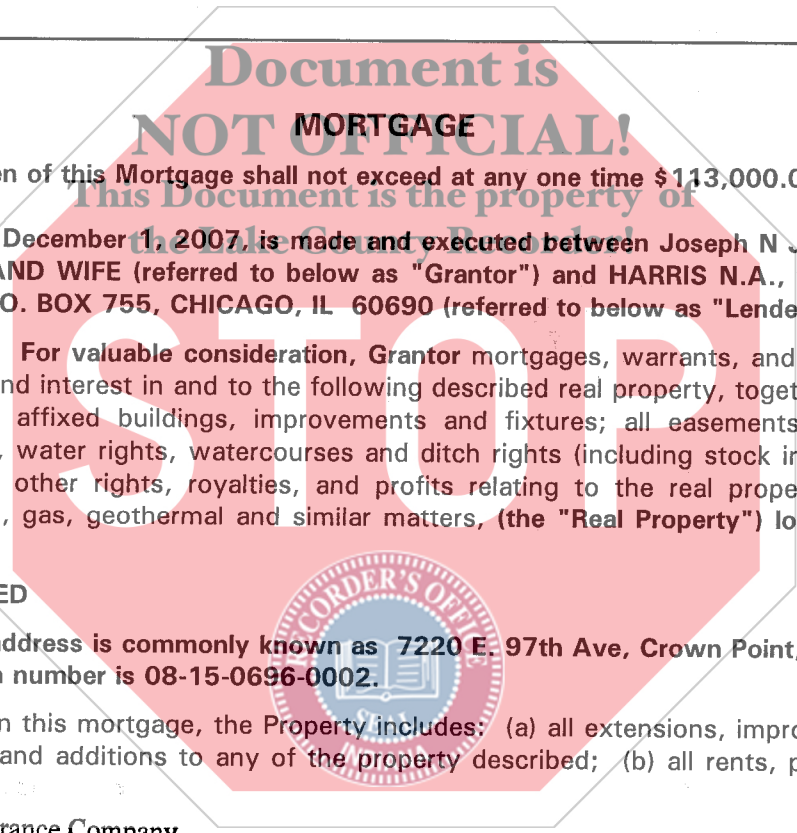 Document is
NOT OFFICIAL!
MORTGAGE
en of this Mortgage shall not exceed at any one time $113,000.0
This Document is the property of
the Lake County Recorder!
December 1, 2007, is made and executed between Joseph N J
AND WIFE (referred to below as "Grantor") and HARRIS N.A.,
O. BOX 755, CHICAGO, IL 60690 (referred to below as "Lende
For valuable consideration, Grantor mortgages, warrants, and
nd interest in and to the following described real property, toget
affixed buildings, improvements and fixtures; all easements
, water rights, watercourses and ditch rights (including stock in
other rights, royalties, and profits relating to the real prope
, gas, geothermal and similar matters, (the "Real Property") lo
STOP
ED
address is commonly known as 7220 E. 97th Ave, Crown Point,
n number is 08-15-0696-0002.
RECORDER'S OFFICE
SEAL
INDIANA
n this mortgage, the Property includes: (a) all extensions, impro
and additions to any of the property described; (b) all rents, p
rance Company